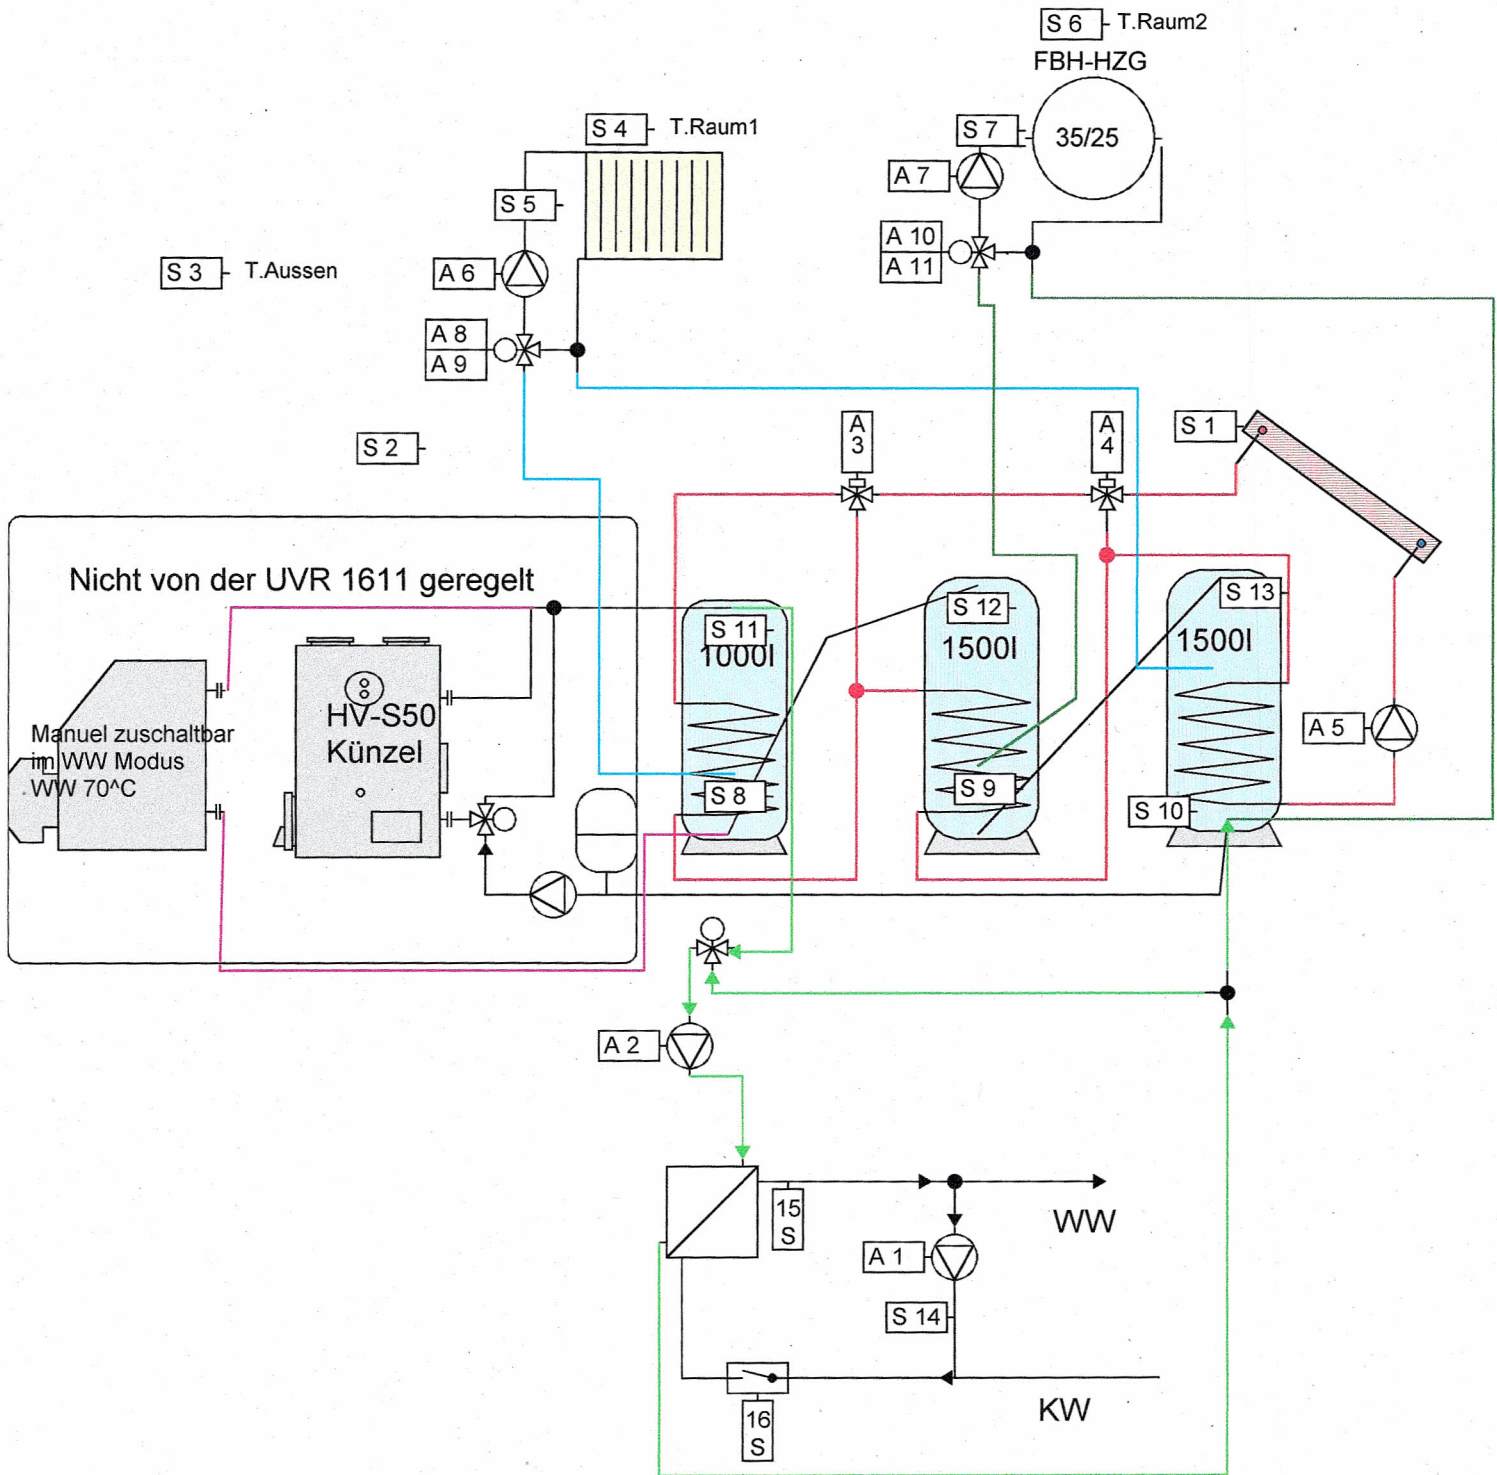 S 6
T.Raum2
FBH-HZG
S 4
T.Raum1
S 7
35/25
A 7
S 5
A 10
A 11
S 3
T.Aussen
A 6
A 8
A 9
S 2
A
3
A
4
S 1
Nicht von der UVR 1611 geregelt
S 11
1000l
S 12
1500l
S 13
1500l
HV-S50
Künzel
Manuel zuschaltbar
im WW Modus
WW 70^C
A 5
S 8
S 9
S 10
A 2
15
S
WW
A 1
S 14
KW
16
S